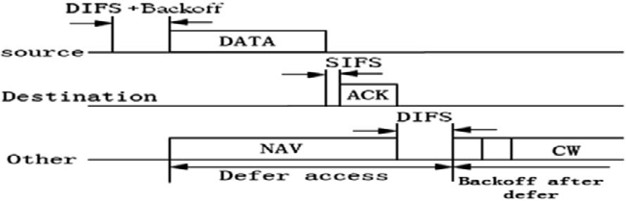 DIFS +Backoff
DATA
source
SIFS
Destination
ACK
DIFS
NAV
CW
Other
Defer access
Backoff after
defer